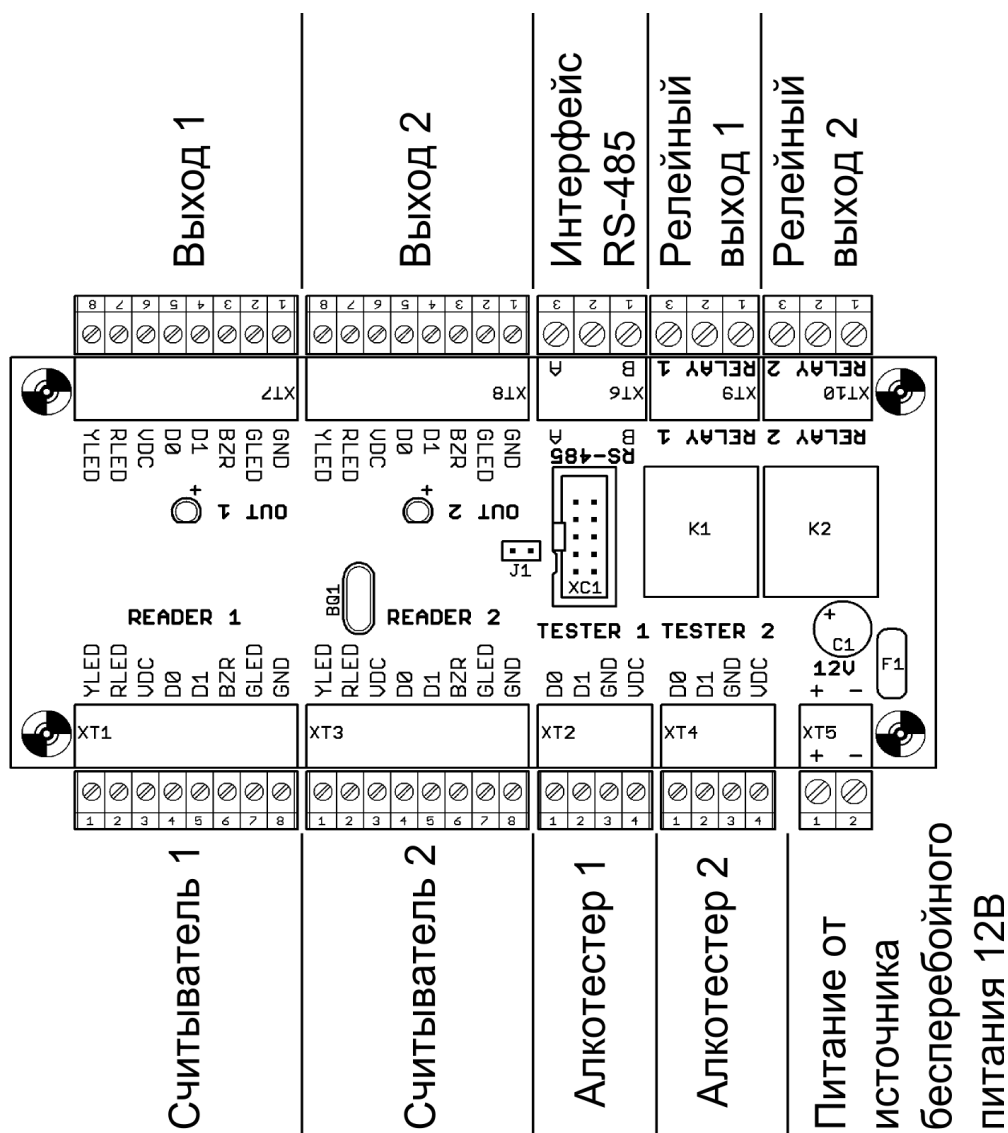 Выход 1
Выход 2
Интерфейс
RS-485
Релейный
выход 1
Релейный
выход 2
8 7 6 5 4 3 2 1
8 7 6 5 4 3 2 1
3 2 1
3 2 1
3 2 1
XT7
XT8
A B
XT6
RELAY 1
XT9
RELAY 2
XT10
YLED
RLED
VDC
D0
D1
BZR
GLED
GND
YLED
RLED
VDC
D0
D1
BZR
GLED
GND
A B
RS-485
RELAY 1
RELAY 2
+
OUT 1
+
OUT 2
J1
XC1
K1
K2
BQ1
READER 1
READER 2
TESTER 1
TESTER 2
+
C1
F1
12V
+ -
YLED
RLED
VDC
D0
D1
BZR
GLED
GND
YLED
RLED
VDC
D0
D1
BZR
GLED
GND
D0
D1
GND
VDC
D0
D1
GND
VDC
XT1
XT3
XT2
XT4
XT5
+ -
1 2 3 4 5 6 7 8
1 2 3 4 5 6 7 8
1 2 3 4
1 2 3 4
1 2
Считыватель 1
Считыватель 2
Алкотестер 1
Алкотестер 2
Питание от
источника
бесперебойного
питания 12В